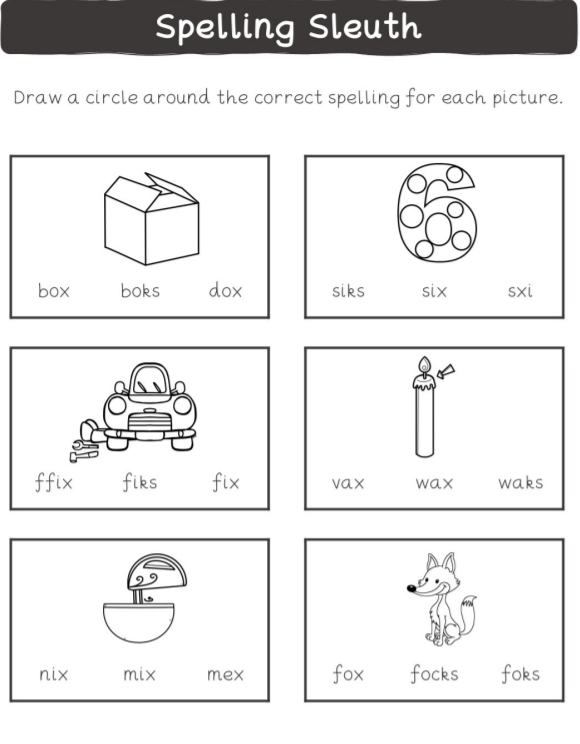 Spelling Sleuth
Draw a circle around the correct spelling for each picture.
6
box boks dox
siks six sxi
ffix fiks fix
vax wax waks
nix mix mex
fox focks foks